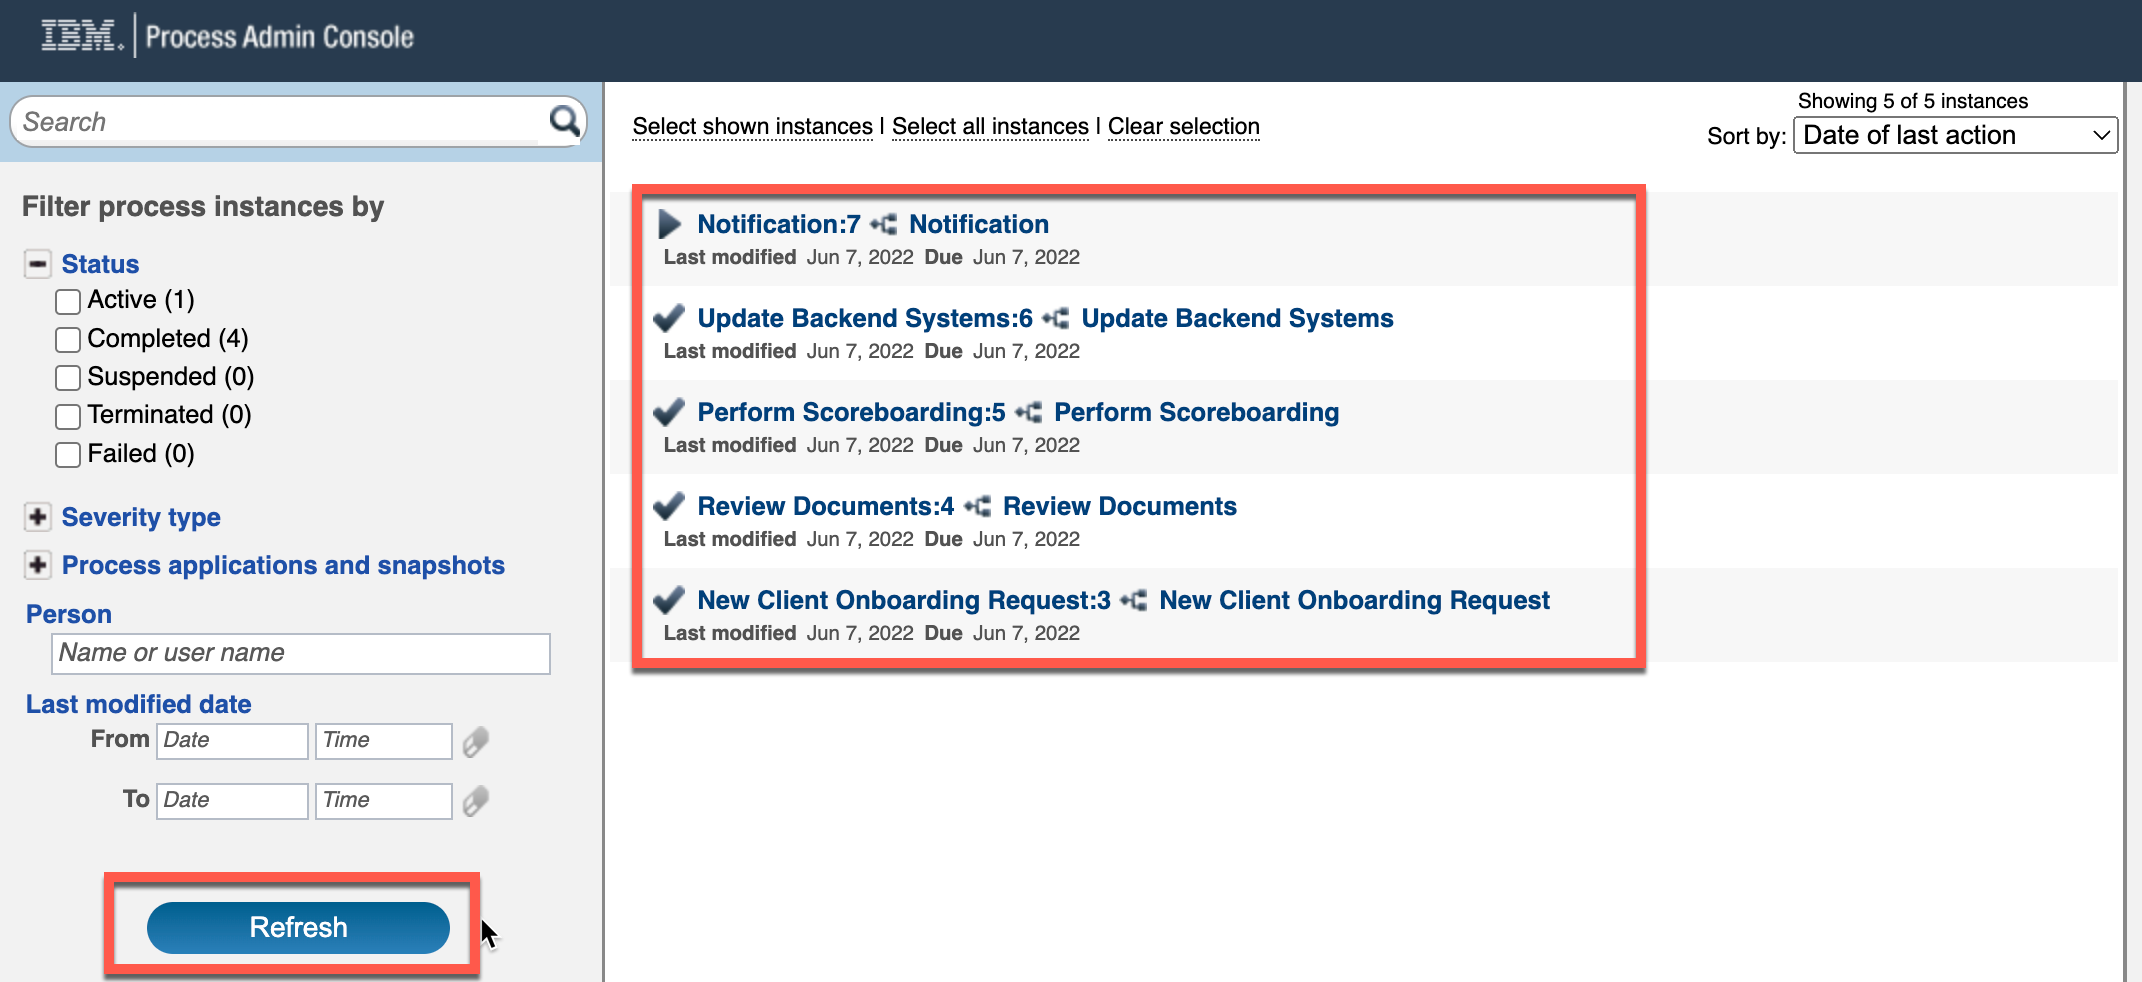 IBM. Process Admin Console
Search
Filter process instances by
Status
Active (1)
Completed (4)
Suspended (0)
Terminated (0)
Failed (0)
Severity type
Process applications and snapshots
Person
Name or user name
Last modified date
From Date Time
To Date Time
Refresh
Select shown instances | Select all instances | Clear selection
Showing 5 of 5 instances
Sort by: Date of last action
Notification:7 Notification
Last modified Jun 7, 2022 Due Jun 7, 2022
Update Backend Systems:6 Update Backend Systems
Last modified Jun 7, 2022 Due Jun 7, 2022
Perform Scoreboarding:5 Perform Scoreboarding
Last modified Jun 7, 2022 Due Jun 7, 2022
Review Documents:4 Review Documents
Last modified Jun 7, 2022 Due Jun 7, 2022
New Client Onboarding Request:3 New Client Onboarding Request
Last modified Jun 7, 2022 Due Jun 7, 2022